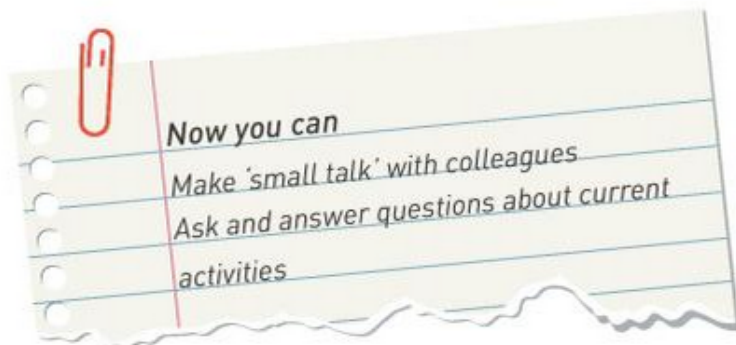 Now you can
Make 'small talk' with colleagues
Ask and answer questions about current
activities